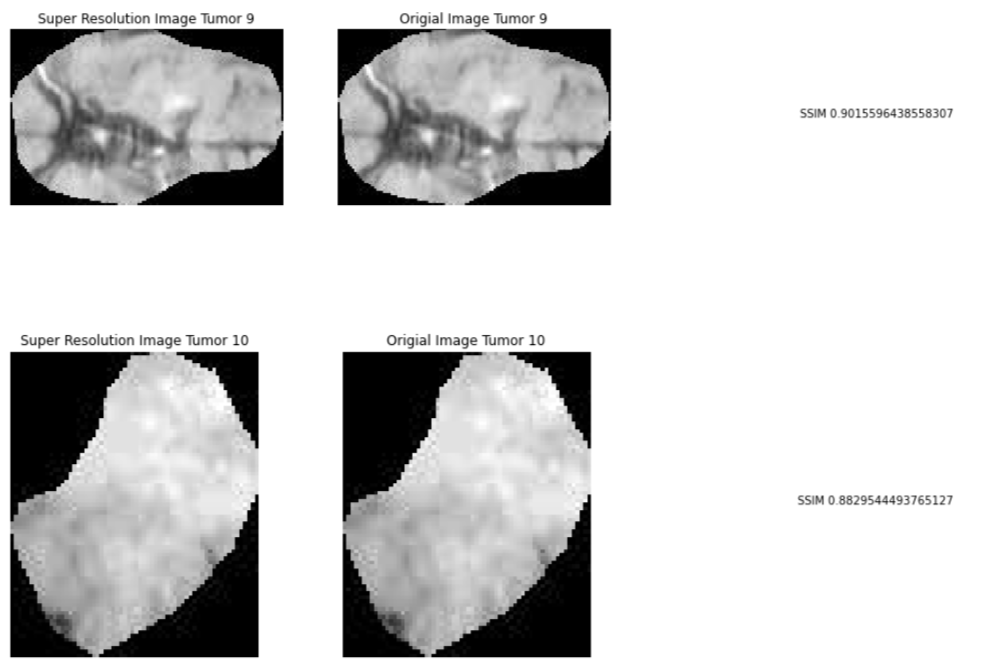 Super Resolution Image Tumor 9
Origial Image Tumor 9
SSIM 0.9015596438558307
Super Resolution Image Tumor 10
Origial Image Tumor 10
SSIM 0.8829544493765127